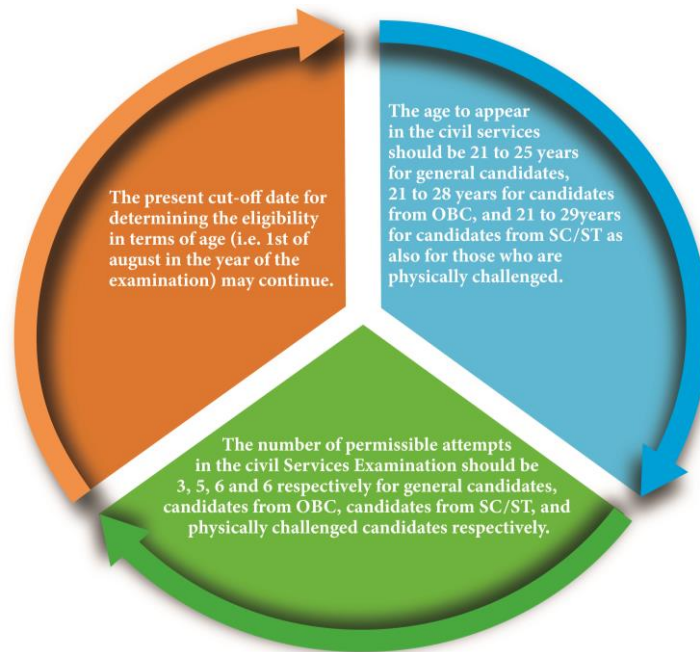 The age to appear
in the civil services
should be 21 to 25 years
for general candidates,
21 to 28 years for candidates
from OBC, and 21 to 29years
for candidates from SC/ST as
also for those who are
physically challenged.
The number of permissible attempts
in the civil Services Examination should be
3, 5, 6 and 6 respectively for general candidates,
candidates from OBC, candidates from SC/ST, and
physically challenged candidates respectively.
The present cut-off date for
determining the eligibility
in terms of age (i.e. 1st of
august in the year of the
examination) may continue.